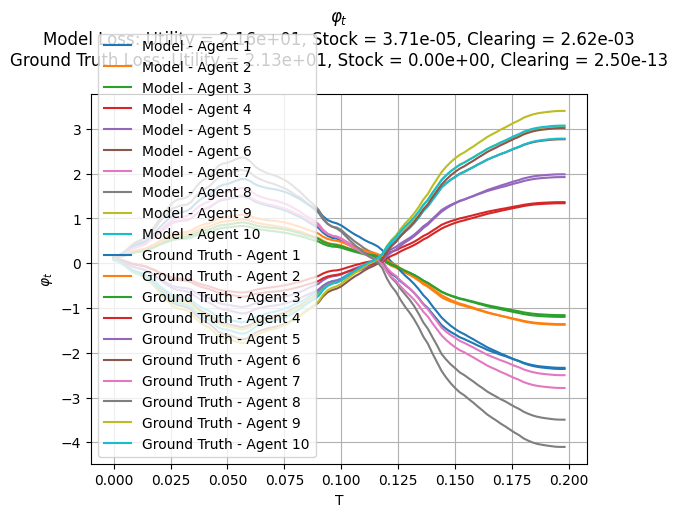 φₜ
Model Loss: Utility = 2.16e+01, Stock = 3.71e-05, Clearing = 2.62e-03
Ground Truth Loss: Utility = 2.13e+01, Stock = 0.00e+00, Clearing = 2.50e-13
Model - Agent 1
Model - Agent 2
Model - Agent 3
Model - Agent 4
Model - Agent 5
Model - Agent 6
Model - Agent 7
Model - Agent 8
Model - Agent 9
Model - Agent 10
Ground Truth - Agent 1
Ground Truth - Agent 2
Ground Truth - Agent 3
Ground Truth - Agent 4
Ground Truth - Agent 5
Ground Truth - Agent 6
Ground Truth - Agent 7
Ground Truth - Agent 8
Ground Truth - Agent 9
Ground Truth - Agent 10
φₜ
3
2
1
0
−1
−2
−3
−4
0.000 0.025 0.050 0.075 0.100 0.125 0.150 0.175 0.200
T